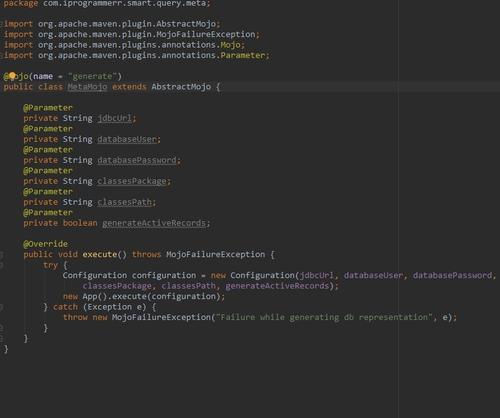 package com.iprogrammerr.smart.query.meta;
import org.apache.maven.plugin.AbstractMojo;
import org.apache.maven.plugin.MojoFailureException;
import org.apache.maven.plugins.annotations.Mojo;
import org.apache.maven.plugins.annotations.Parameter;
@Mojo(name = "generate")
public class MetaMojo extends AbstractMojo {
@Parameter
private String jdbcUrl;
@Parameter
private String databaseUser;
@Parameter
private String databasePassword;
@Parameter
private String classesPackage;
@Parameter
private String classesPath;
@Parameter
private boolean generateActiveRecords;
@Override
public void execute() throws MojoFailureException {
try {
Configuration configuration = new Configuration(jdbcUrl, databaseUser, databasePassword,
classesPackage, classesPath, generateActiveRecords);
new App().execute(configuration);
} catch (Exception e) {
throw new MojoFailureException("Failure while generating db representation", e);
}
}
}